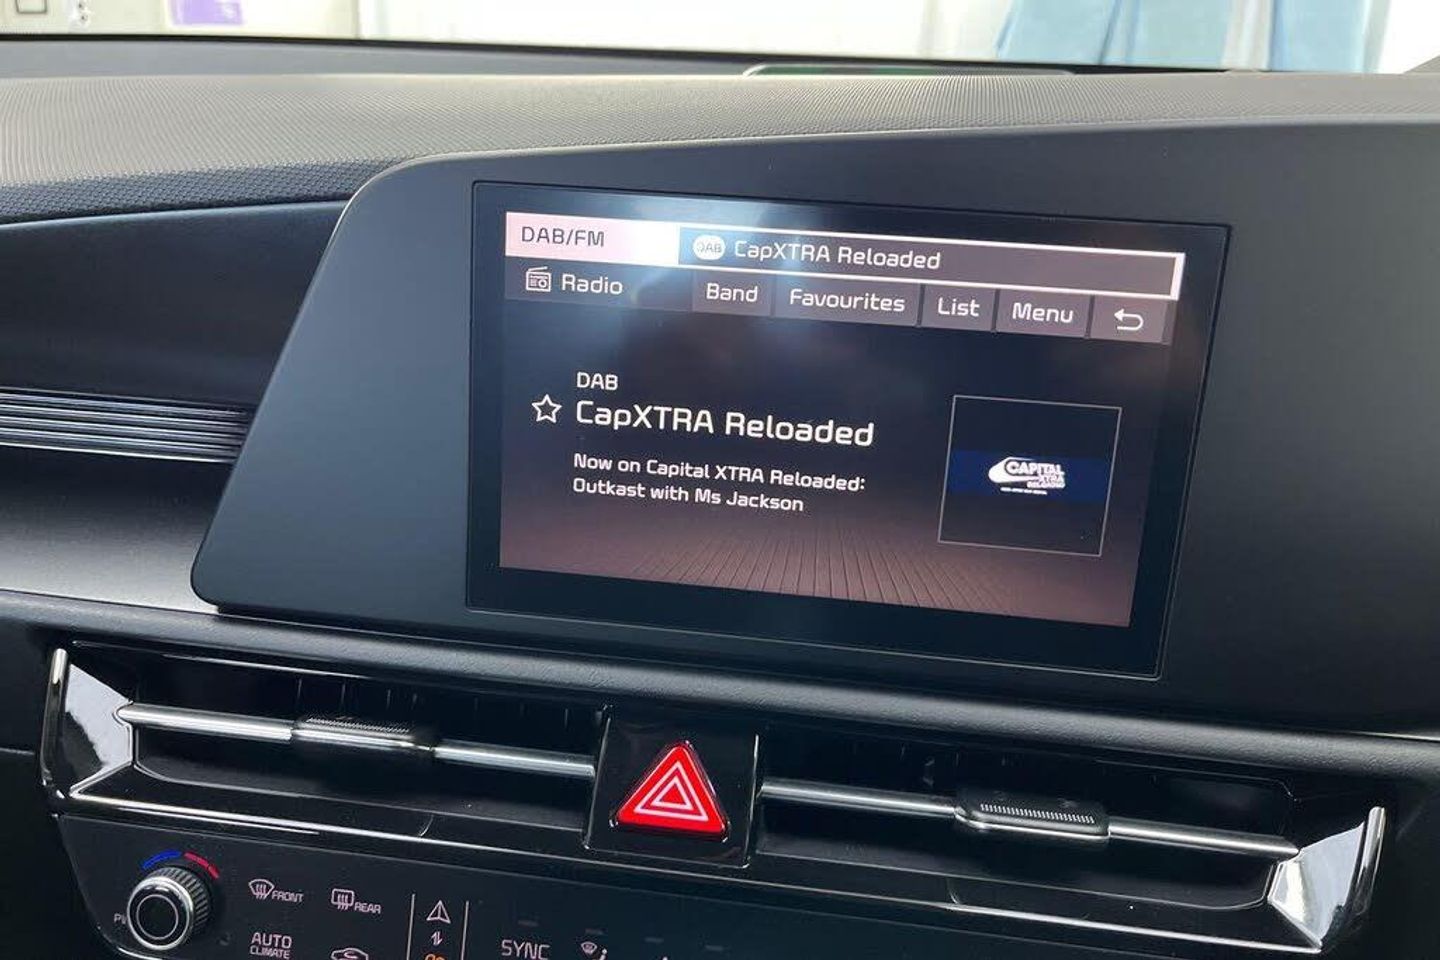 DAB/FM
DAB CapXTRA Reloaded
Radio
Band
Favourites
List
Menu
DAB
CapXTRA Reloaded
Now on Capital XTRA Reloaded:
Outkast with Ms Jackson
CAPITAL
XTRA
RELOADED
FRONT
REAR
AUTO
CLIMATE
SYNC